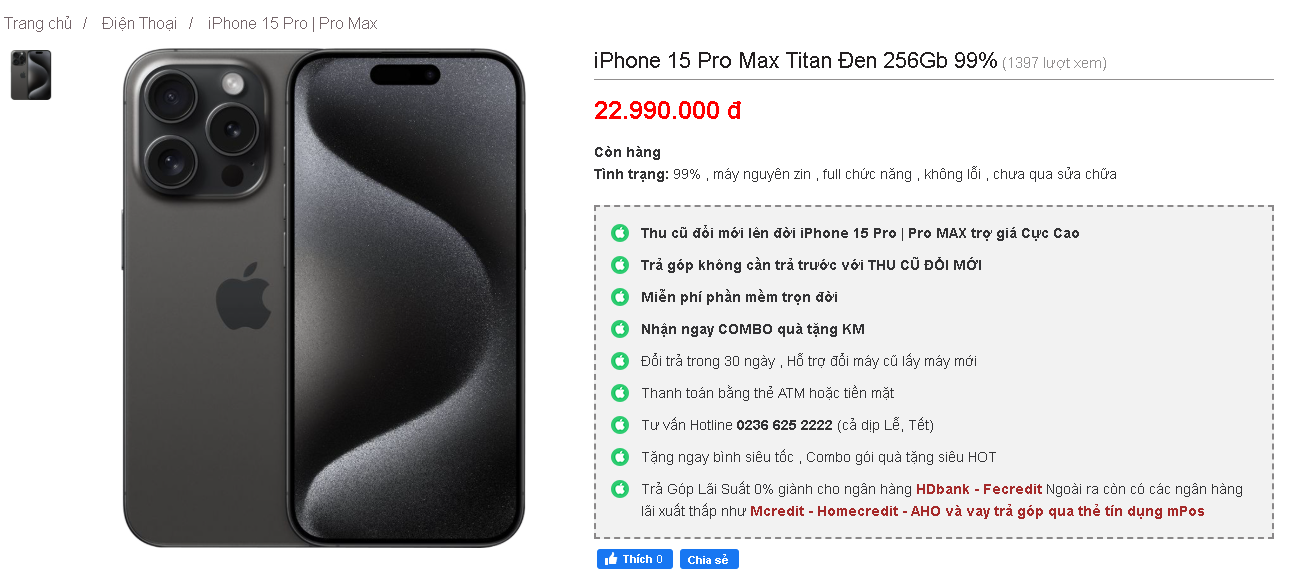 Trang chủ / Điện Thoại / iPhone 15 Pro | Pro Max
iPhone 15 Pro Max Titan Đen 256Gb 99% (1397 lượt xem)
22.990.000 đ
Còn hàng
Tình trạng: 99% , máy nguyên zin , full chức năng , không lỗi , chưa qua sửa chữa
Thu cũ đổi mới lên đời iPhone 15 Pro | Pro MAX trợ giá Cực Cao
Trả góp không cần trả trước với THU CŨ ĐỔI MỚI
Miễn phí phần mềm trọn đời
Nhận ngay COMBO quà tặng KM
Đổi trả trong 30 ngày , Hỗ trợ đổi máy cũ lấy máy mới
Thanh toán bằng thẻ ATM hoặc tiền mặt
Tư vấn Hotline 0236 625 2222 (cả dịp Lễ, Tết)
Tặng ngay bình siêu tốc , Combo gói quà tặng siêu HOT
Trả Góp Lãi Suất 0% giành cho ngân hàng HDbank - Fecredit Ngoài ra còn có các ngân hàng
lãi xuất thấp như Mcredit - Homecredit - AHO và vay trả góp qua thẻ tín dụng mPos
Thích 0 Chia sẻ